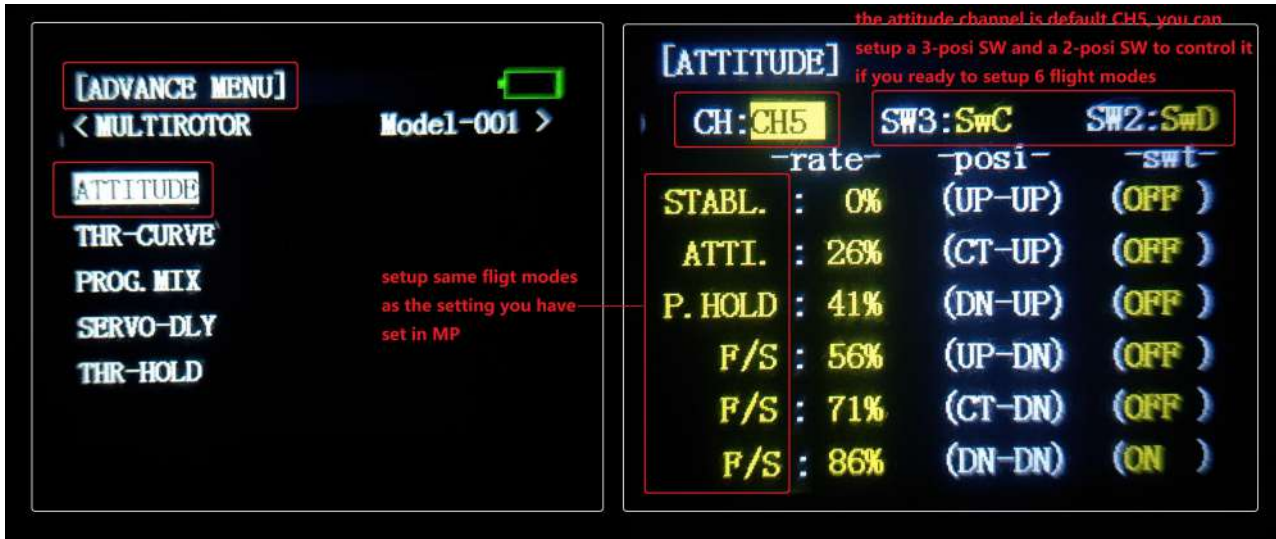 [ADVANCE MENU]
< MULTIROTOR Model-001 >
ATTITUDE
THR-CURVE
PROG.MIX
SERVO-DLY
THR-HOLD
setup same fligt modes
as the setting you have
set in MP
the attitude channel is default CH5, you can
setup a 3-posi SW and a 2-posi SW to control it
if you ready to setup 6 flight modes
[ATTITUDE]
CH:CH5 SW3:SwC SW2:SwD
-rate- -posi- -swt-
STABL. : 0% (UP-UP) (OFF )
ATTI. : 26% (CT-UP) (OFF )
P.HOLD : 41% (DN-UP) (OFF )
F/S : 56% (UP-DN) (OFF )
F/S : 71% (CT-DN) (OFF )
F/S : 86% (DN-DN) (ON )